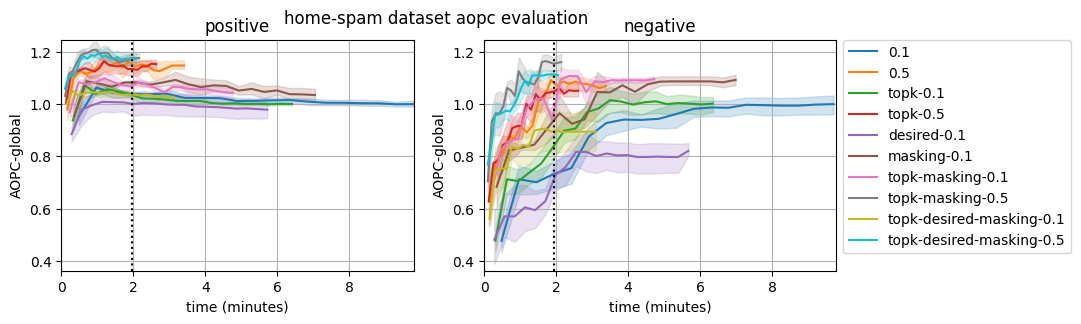 home-spam dataset aopc evaluation
positive
negative
1.2
1.0
0.8
0.6
0.4
AOPC-global
0
2
4
6
8
time (minutes)
1.2
1.0
0.8
0.6
0.4
AOPC-global
0
2
4
6
8
time (minutes)
0.1
0.5
topk-0.1
topk-0.5
desired-0.1
masking-0.1
topk-masking-0.1
topk-masking-0.5
topk-desired-masking-0.1
topk-desired-masking-0.5